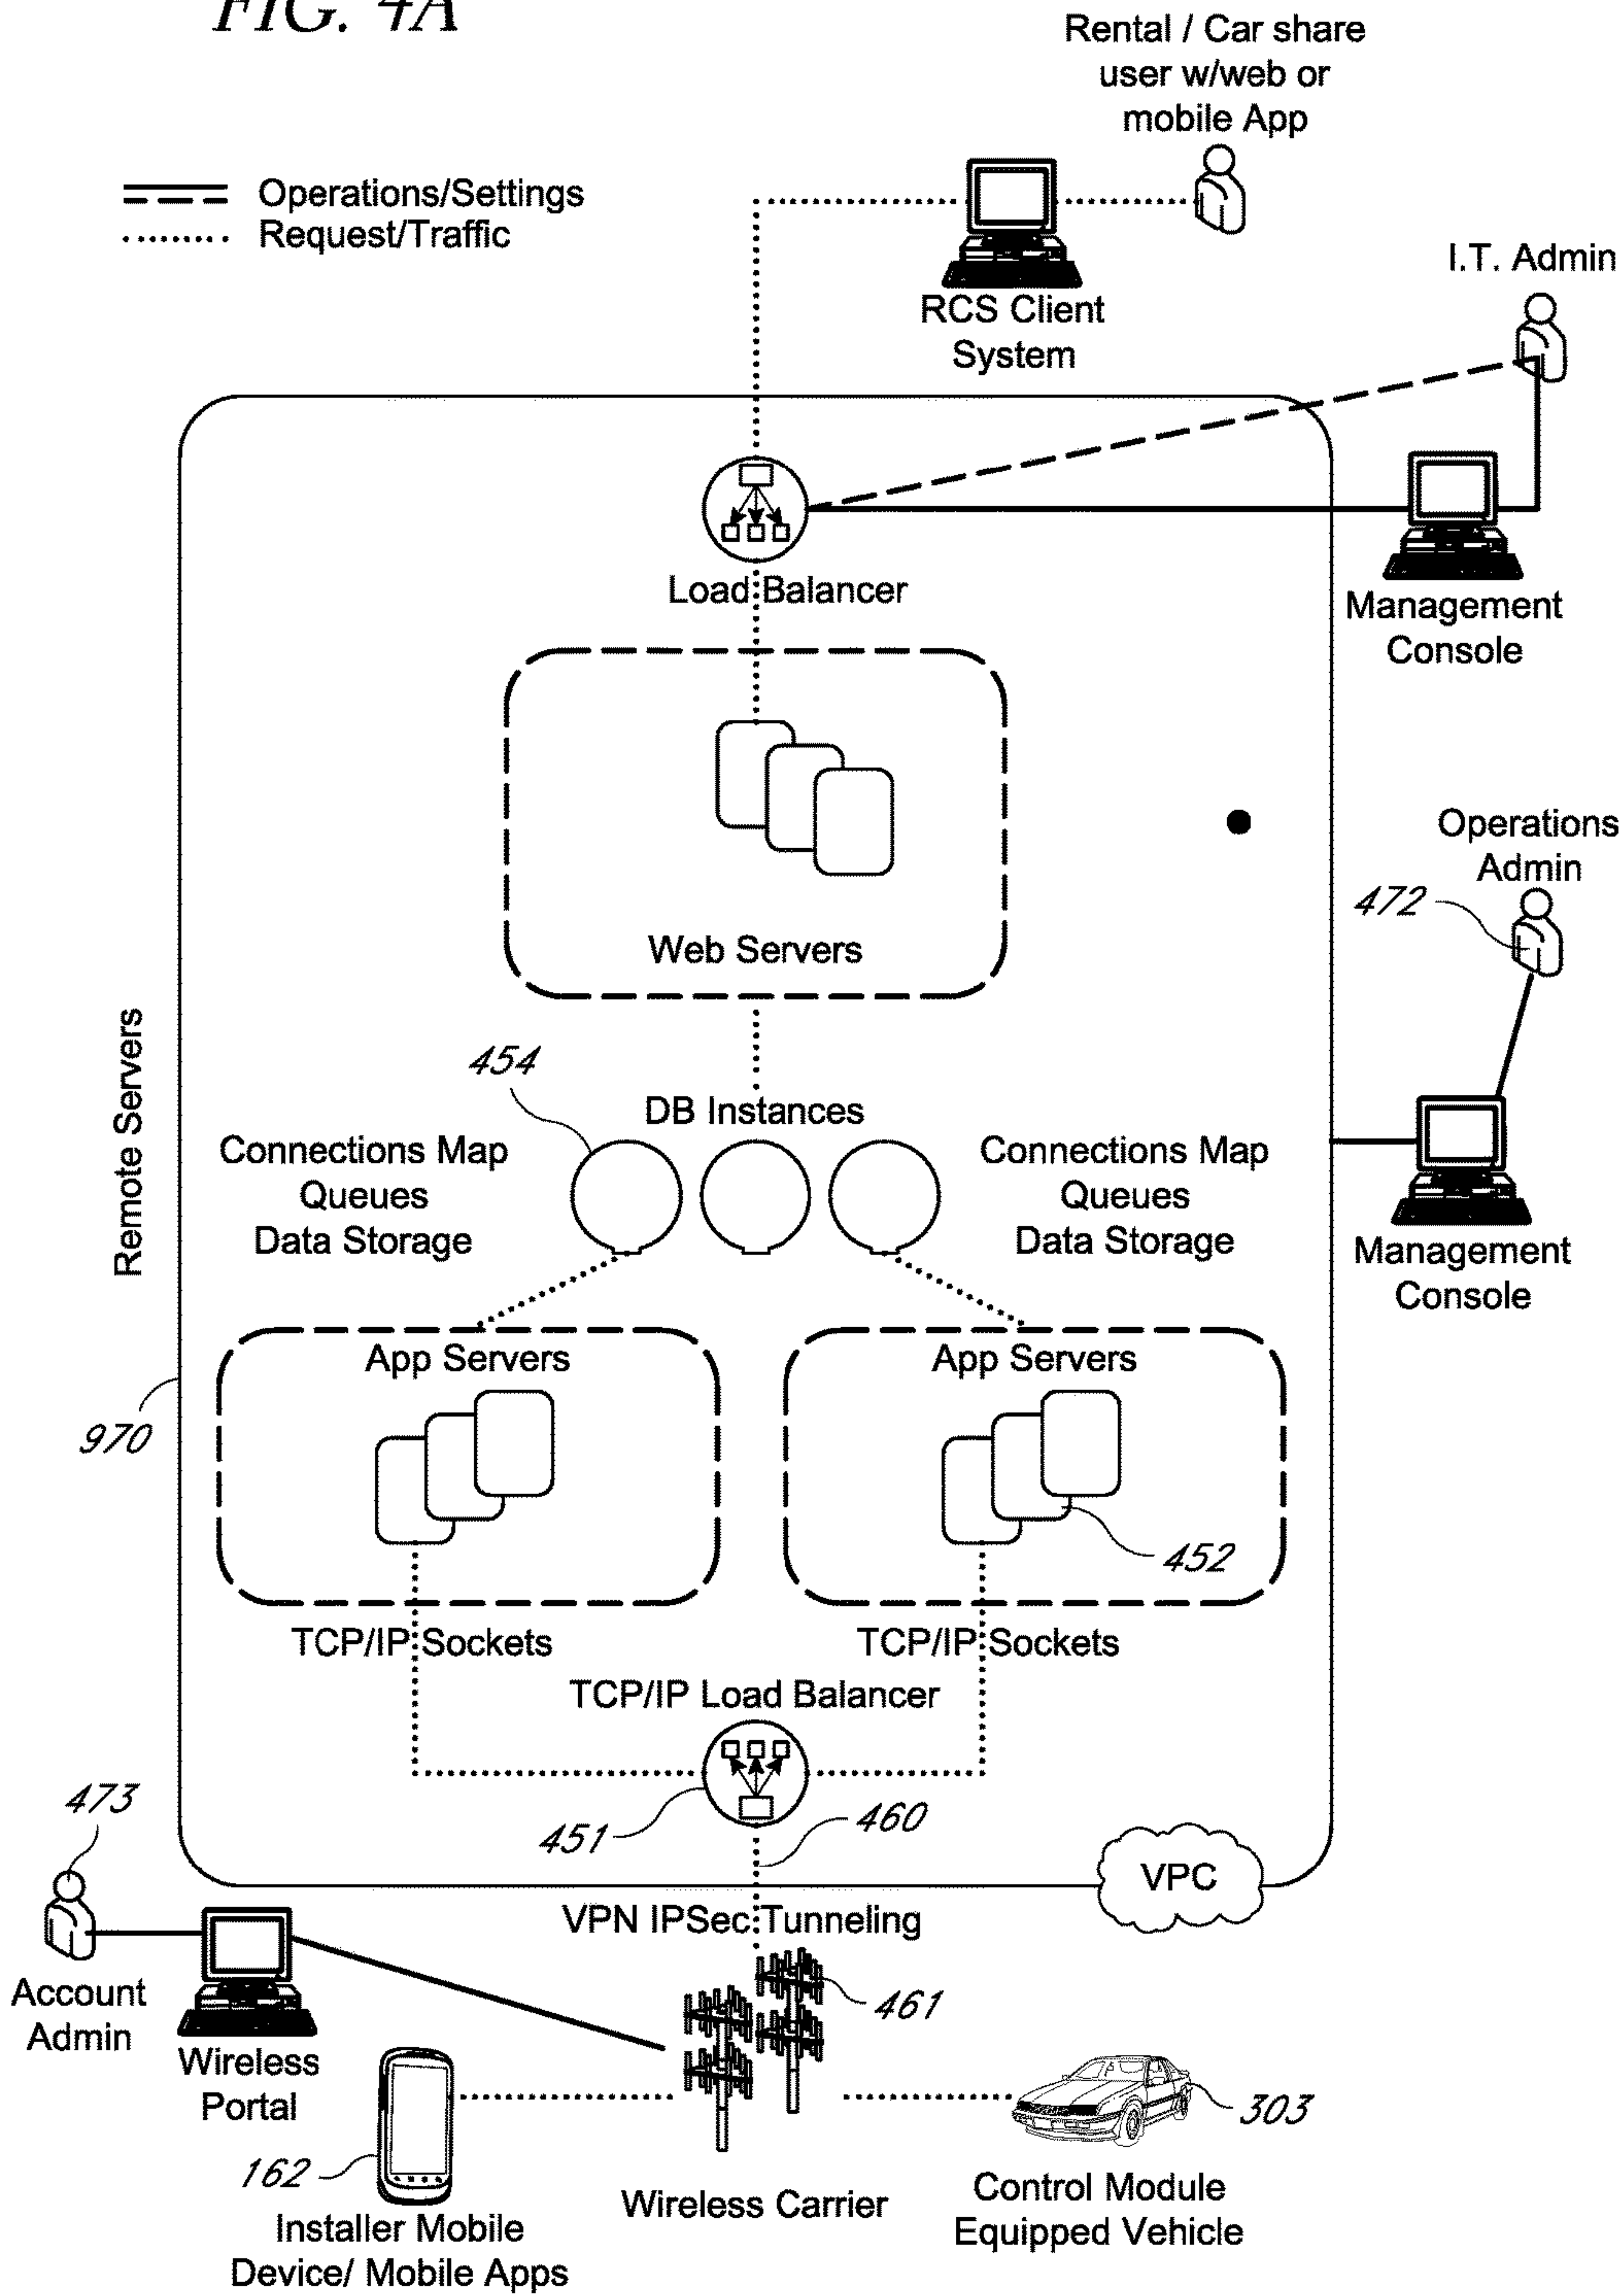 FIG. 4A
Rental / Car share
user w/web or
mobile App
Operations/Settings
Request/Traffic
RCS Client
System
I.T. Admin
Load Balancer
Management
Console
Web Servers
Operations
Admin
472
Remote Servers
454
DB Instances
Connections Map
Queues
Data Storage
Connections Map
Queues
Data Storage
Management
Console
App Servers
App Servers
970
452
TCP/IP Sockets
TCP/IP Sockets
TCP/IP Load Balancer
473
451
460
VPC
VPN IPSec Tunneling
Account
Admin
Wireless
Portal
461
303
162
Installer Mobile
Device/ Mobile Apps
Wireless Carrier
Control Module
Equipped Vehicle